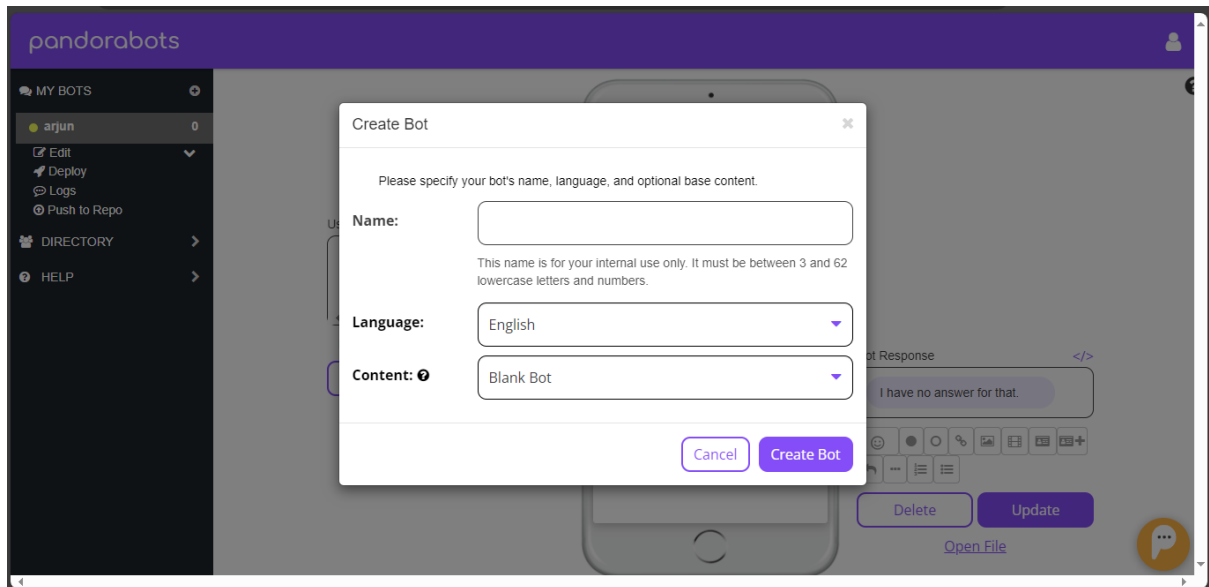 pandorabots
MY BOTS
arjun 0
Edit
Deploy
Logs
Push to Repo
DIRECTORY
HELP
Create Bot
Please specify your bot's name, language, and optional base content.
Name:
This name is for your internal use only. It must be between 3 and 62
lowercase letters and numbers.
Language: English
Content: Blank Bot
Cancel Create Bot
Us
ot Response </>
I have no answer for that.
Delete Update
Open File